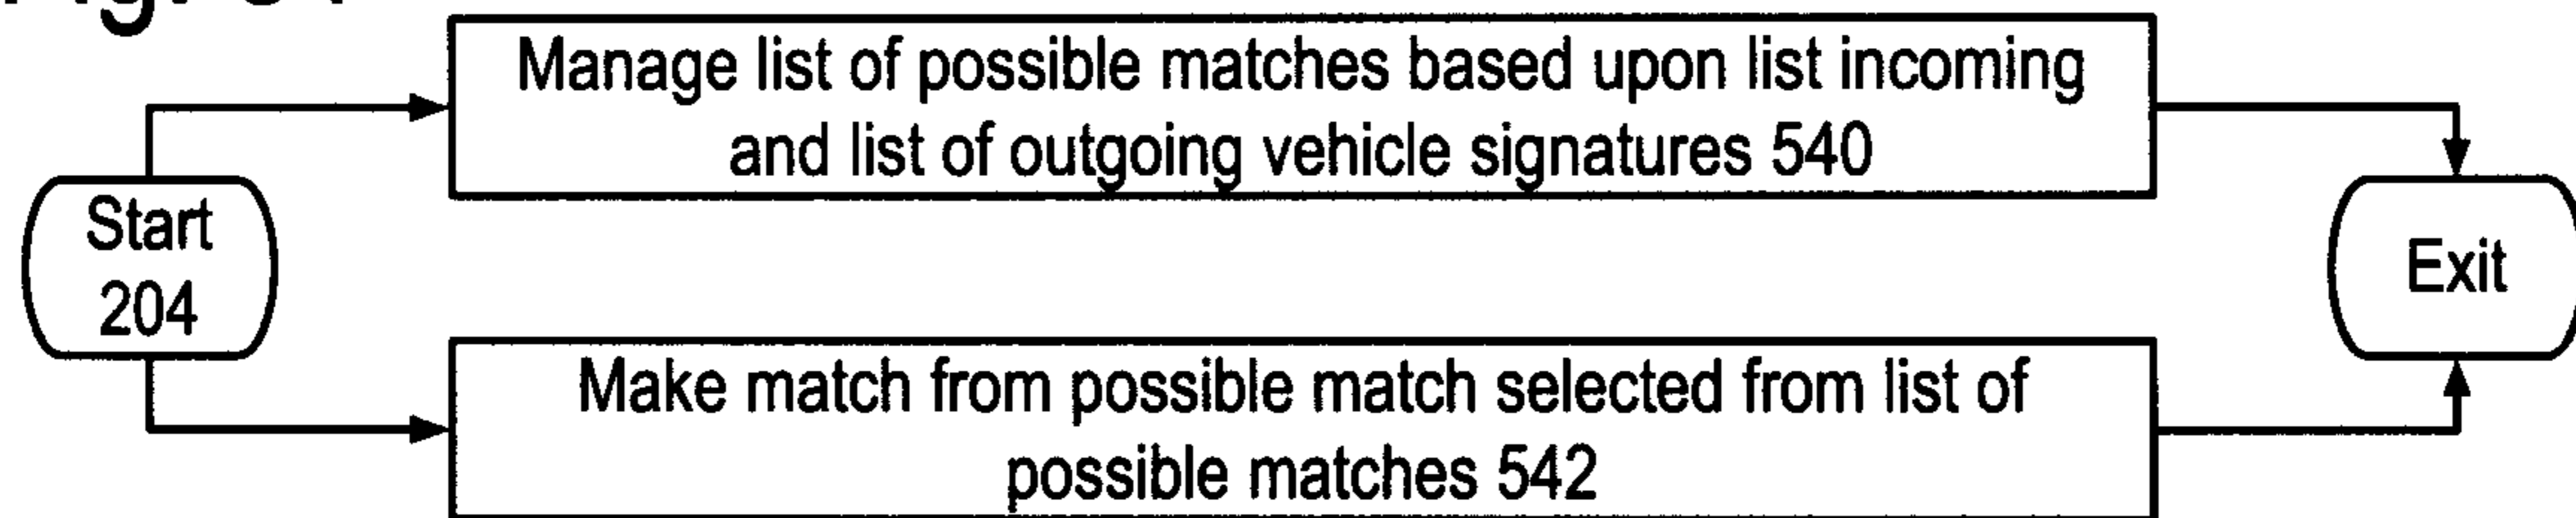 Manage list of possible matches based upon list incoming
and list of outgoing vehicle signatures 540
Start
204
Exit
Make match from possible match selected from list of
possible matches 542